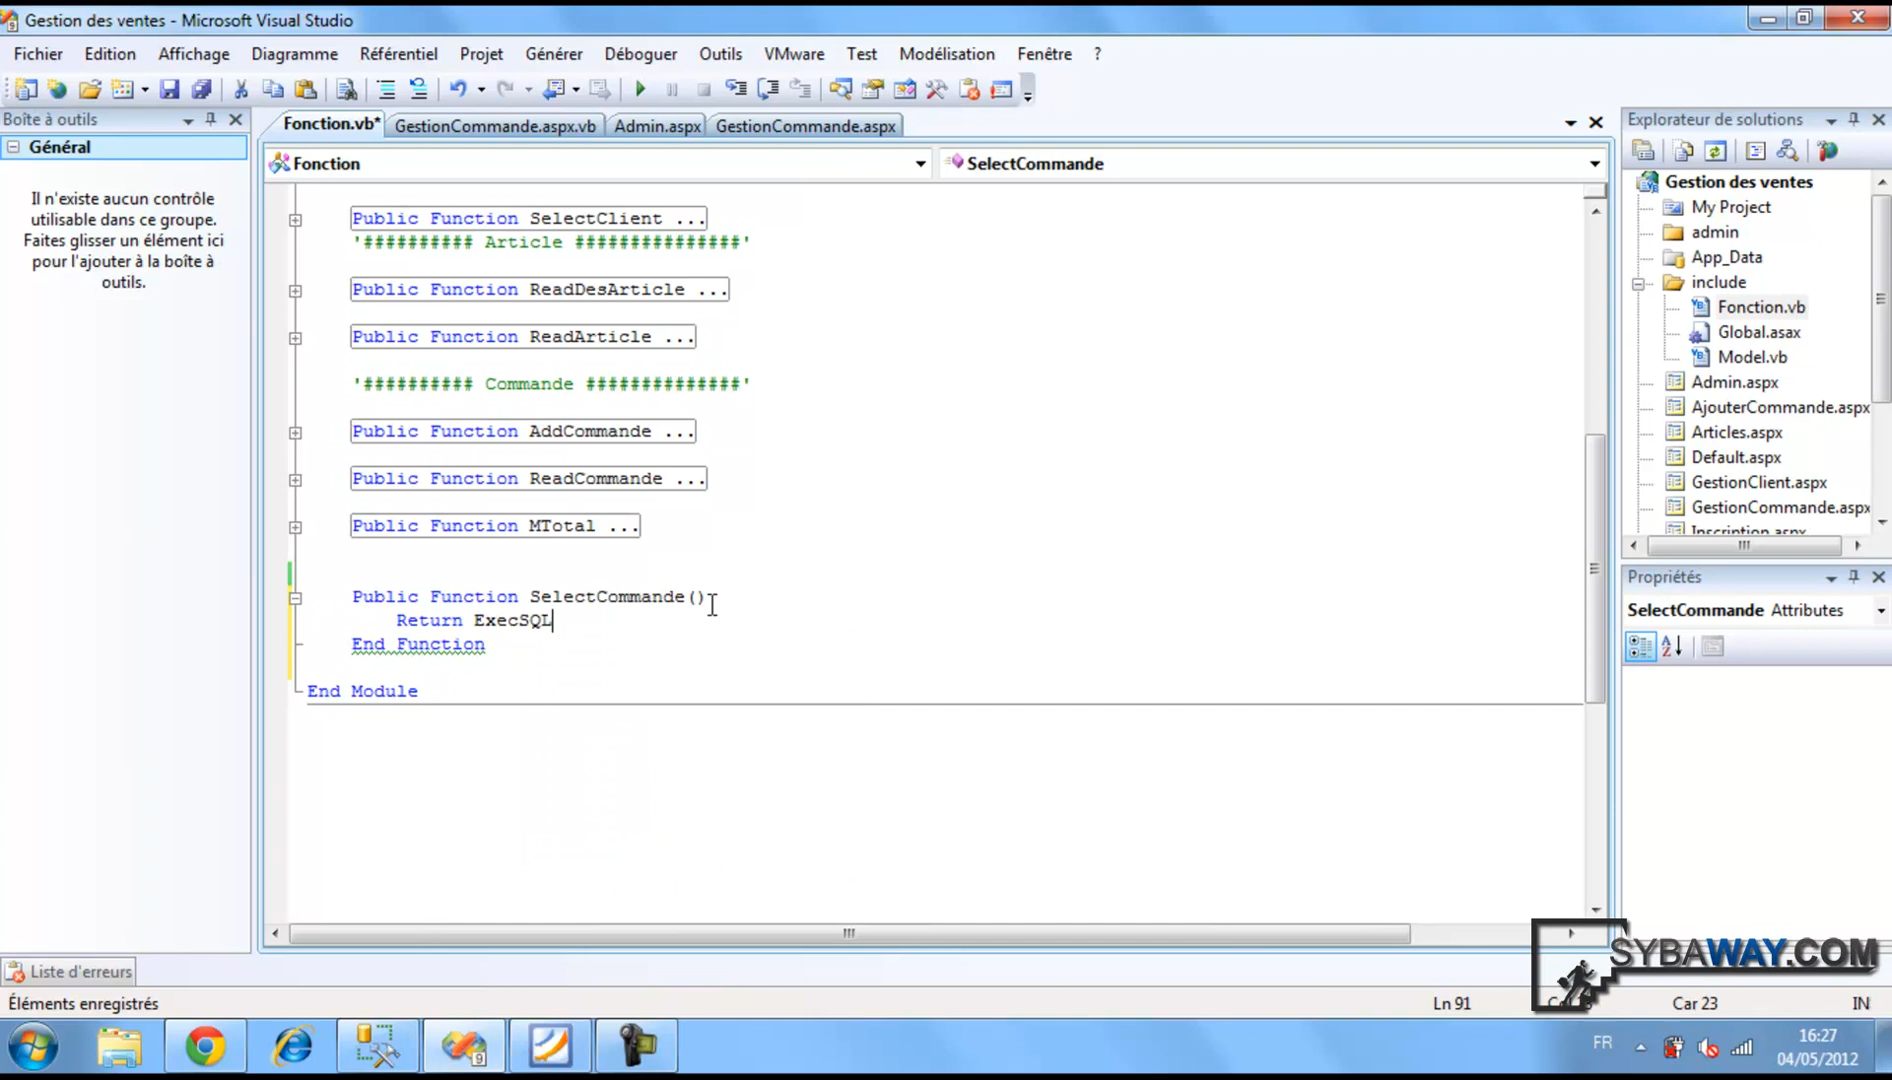 Gestion des ventes - Microsoft Visual Studio
Fichier Edition Affichage Diagramme Référentiel Projet Générer Déboguer Outils VMware Test Modélisation Fenêtre ?
Boîte à outils
Général
Il n'existe aucun contrôle
utilisable dans ce groupe.
Faites glisser un élément ici
pour l'ajouter à la boîte à
outils.
Fonction.vb* GestionCommande.aspx.vb Admin.aspx GestionCommande.aspx
Fonction SelectCommande
Public Function SelectClient ...
'########## Article ###############'
Public Function ReadDesArticle ...
Public Function ReadArticle ...
'########## Commande ##############'
Public Function AddCommande ...
Public Function ReadCommande ...
Public Function MTotal ...
Public Function SelectCommande()
Return ExecSQL
End Function
End Module
Explorateur de solutions
Gestion des ventes
My Project
admin
App_Data
include
Fonction.vb
Global.asax
Model.vb
Admin.aspx
AjouterCommande.aspx
Articles.aspx
Default.aspx
GestionClient.aspx
GestionCommande.aspx
Inscription.aspx
Propriétés
SelectCommande Attributes
Liste d'erreurs
SYBAWAY.COM
Éléments enregistrés Ln 91 Car 23 IN
FR 16:27
04/05/2012